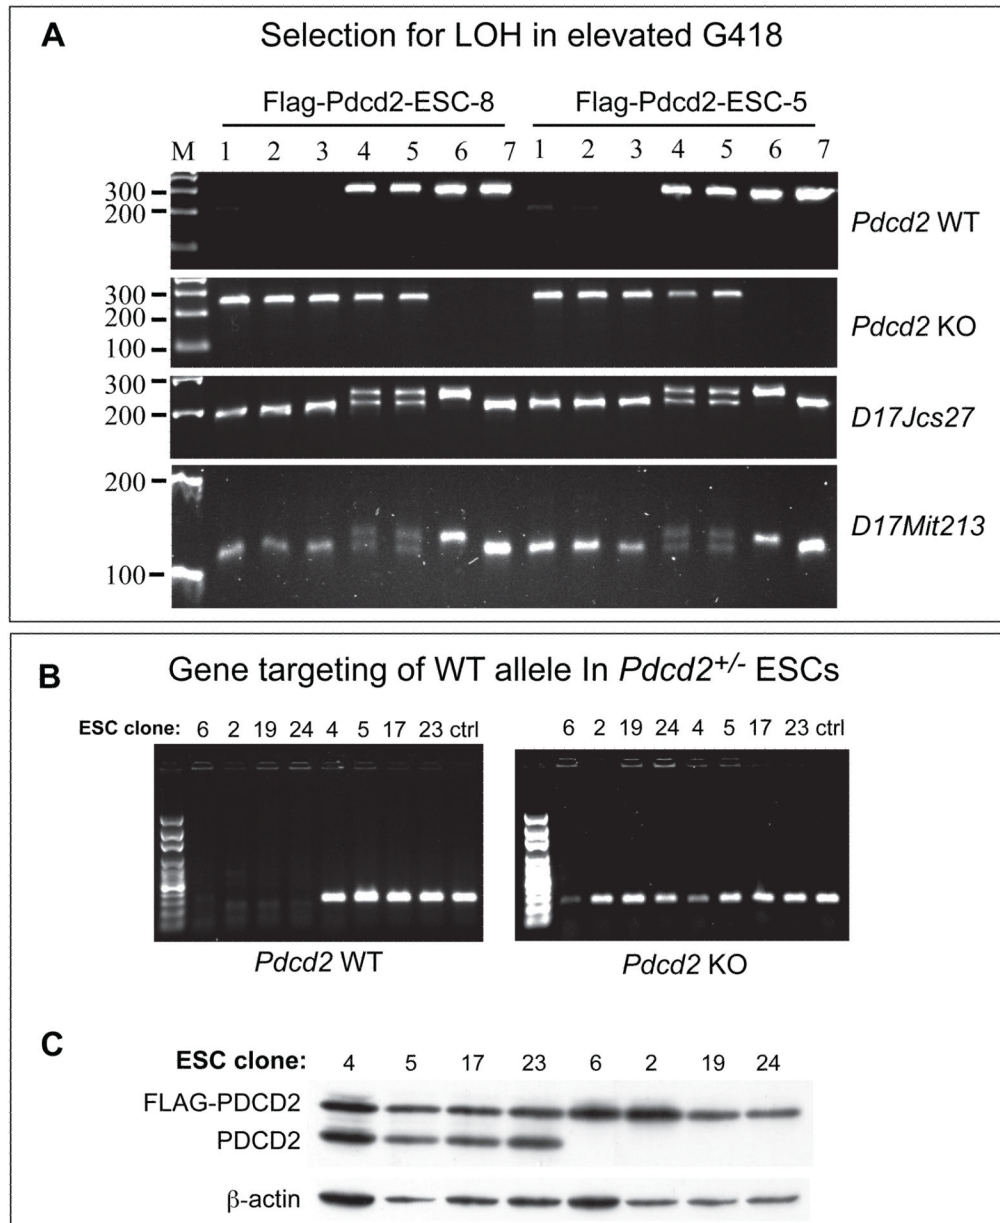 A
Selection for LOH in elevated G418
Flag-Pdcd2-ESC-8
Flag-Pdcd2-ESC-5
M 1 2 3 4 5 6 7 1 2 3 4 5 6 7
300
200
Pdcd2 WT
300
200
100
Pdcd2 KO
300
200
D17Jcs27
200
100
D17Mit213
B
Gene targeting of WT allele In Pdcd2+/- ESCs
ESC clone: 6 2 19 24 4 5 17 23 ctrl
6 2 19 24 4 5 17 23 ctrl
Pdcd2 WT
Pdcd2 KO
C
ESC clone: 4 5 17 23 6 2 19 24
FLAG-PDCD2
PDCD2
β-actin